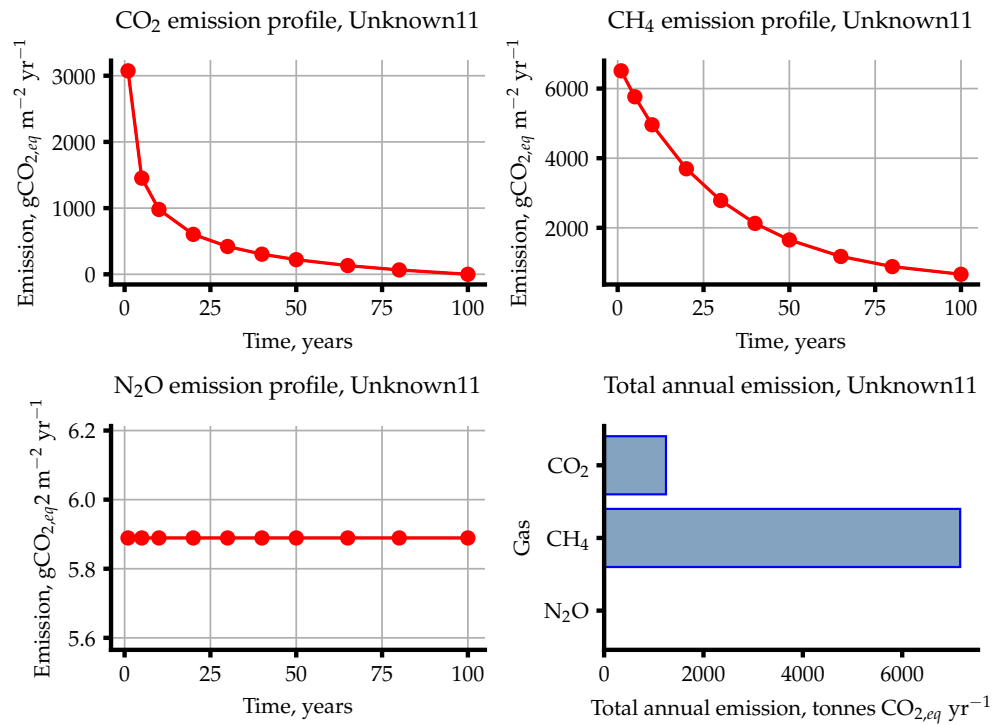 CO₂ emission profile, Unknown11
Emission, gCO₂,eq m⁻² yr⁻¹
3000
2000
1000
0
0 25 50 75 100
Time, years
CH₄ emission profile, Unknown11
Emission, gCO₂,eq m⁻² yr⁻¹
6000
4000
2000
0 25 50 75 100
Time, years
N₂O emission profile, Unknown11
Emission, gCO₂,eq2 m⁻² yr⁻¹
6.2
6.0
5.8
5.6
0 25 50 75 100
Time, years
Total annual emission, Unknown11
Gas
CO₂
CH₄
N₂O
0 2000 4000 6000
Total annual emission, tonnes CO₂,eq yr⁻¹